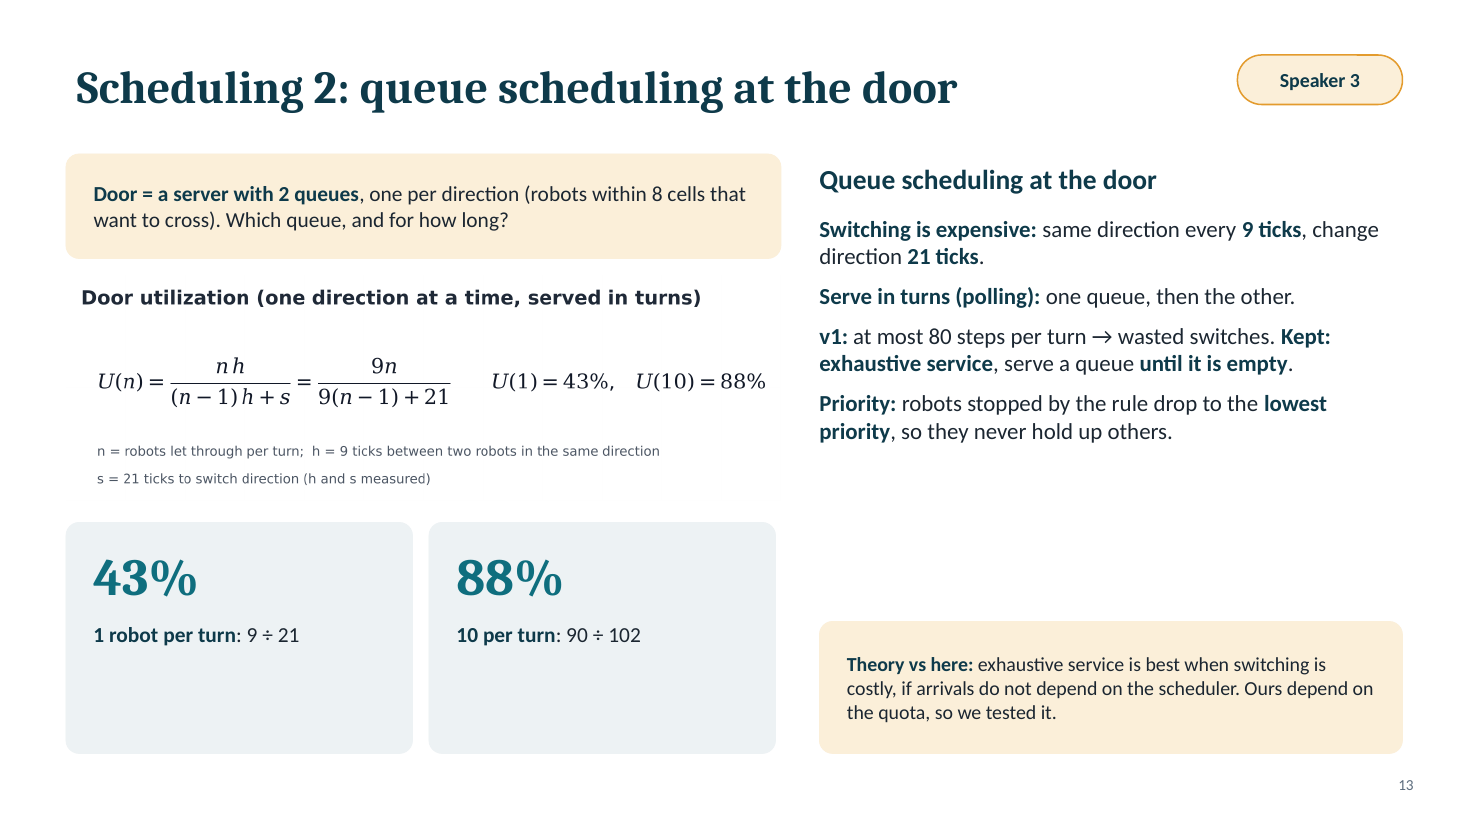 Scheduling 2: queue scheduling at the door
Speaker 3
Door = a server with 2 queues, one per direction (robots within 8 cells that
want to cross). Which queue, and for how long?
Door utilization (one direction at a time, served in turns)
U(n) = n h / ((n − 1) h + s) = 9n / (9(n − 1) + 21)   U(1) = 43%,   U(10) = 88%
n = robots let through per turn;  h = 9 ticks between two robots in the same direction
s = 21 ticks to switch direction (h and s measured)
43%
1 robot per turn: 9 ÷ 21
88%
10 per turn: 90 ÷ 102
Queue scheduling at the door
Switching is expensive: same direction every 9 ticks, change
direction 21 ticks.
Serve in turns (polling): one queue, then the other.
v1: at most 80 steps per turn → wasted switches. Kept:
exhaustive service, serve a queue until it is empty.
Priority: robots stopped by the rule drop to the lowest
priority, so they never hold up others.
Theory vs here: exhaustive service is best when switching is
costly, if arrivals do not depend on the scheduler. Ours depend on
the quota, so we tested it.
13